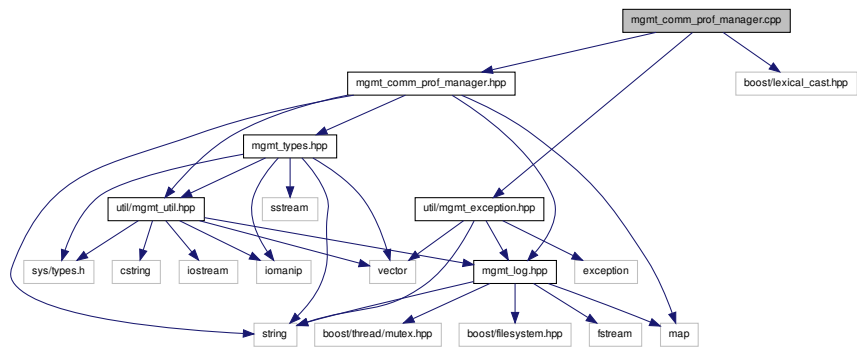 mgmt_comm_prof_manager.cpp
mgmt_comm_prof_manager.hpp
boost/lexical_cast.hpp
mgmt_types.hpp
util/mgmt_util.hpp
sstream
util/mgmt_exception.hpp
sys/types.h
cstring
iostream
iomanip
vector
mgmt_log.hpp
exception
string
boost/thread/mutex.hpp
boost/filesystem.hpp
fstream
map